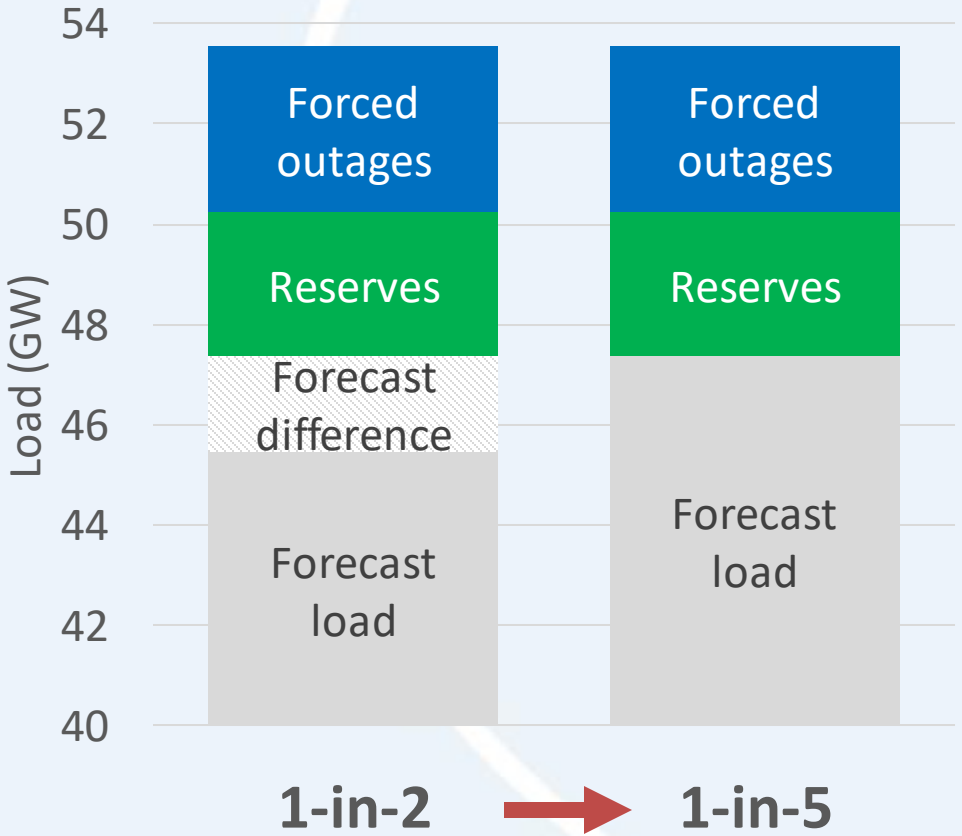 54
52
50
48
46
44
42
40
Load (GW)
Forced
outages
Reserves
Forecast
difference
Forecast
load
Forced
outages
Reserves
Forecast
load
1-in-2
1-in-5